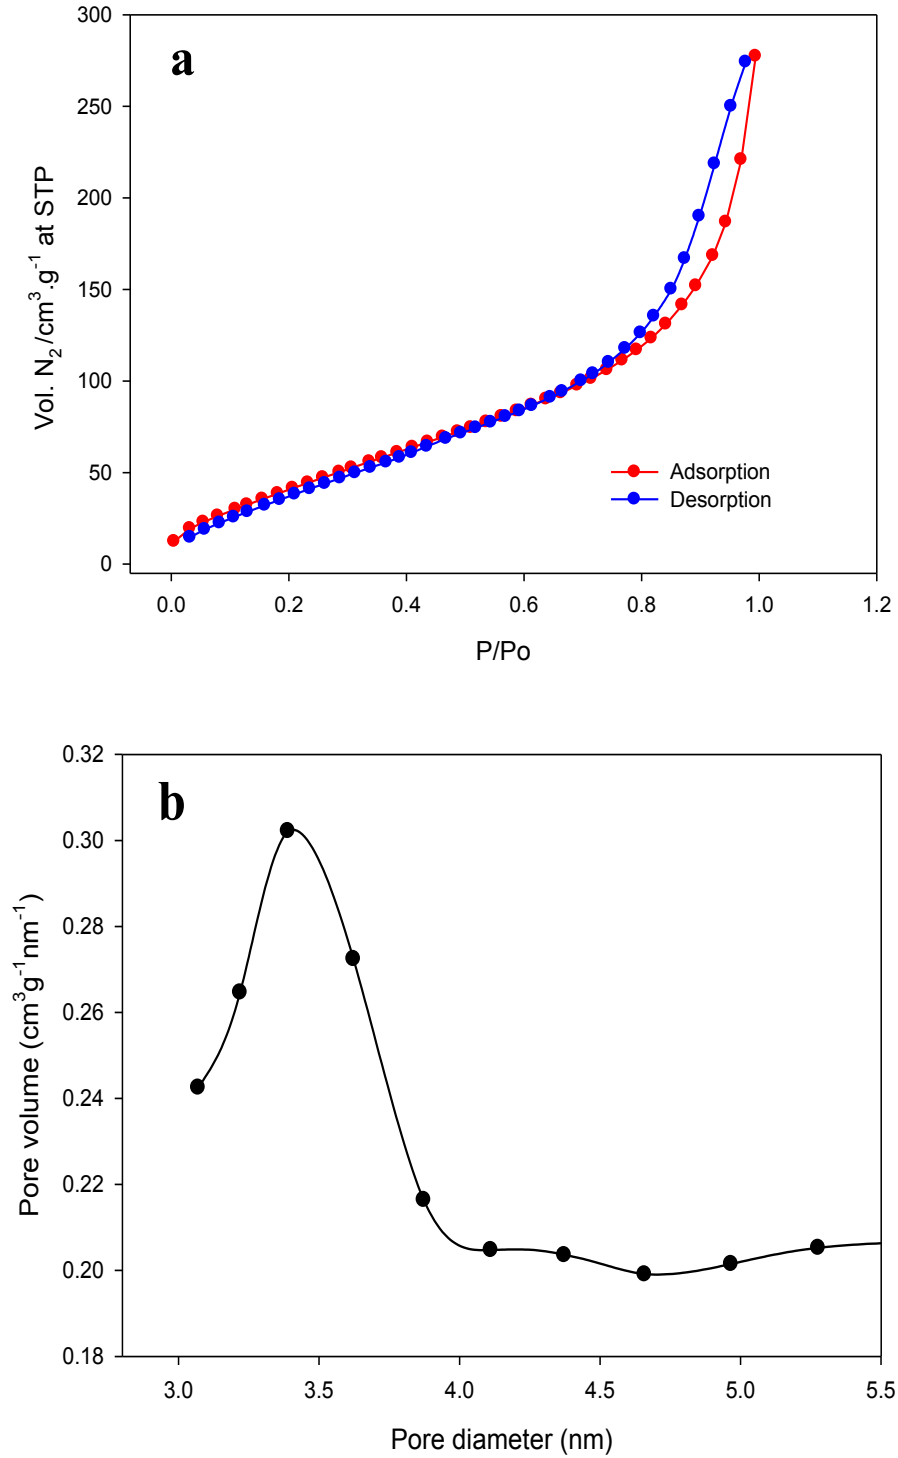 a
300
250
200
150
100
50
0
Vol. N₂/cm³.g⁻¹ at STP
Adsorption
Desorption
0.0 0.2 0.4 0.6 0.8 1.0 1.2
P/Po
b
0.32
0.30
0.28
0.26
0.24
0.22
0.20
0.18
Pore volume (cm³g⁻¹nm⁻¹)
3.0 3.5 4.0 4.5 5.0 5.5
Pore diameter (nm)